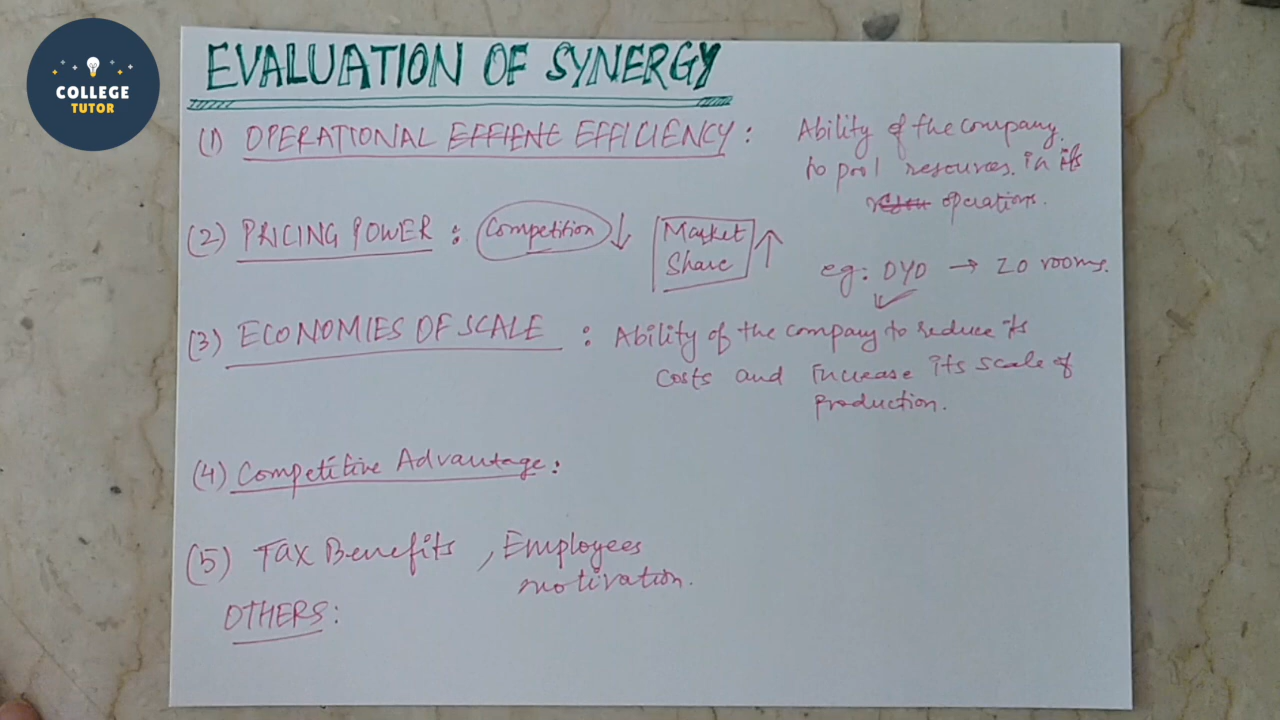 COLLEGE
TUTOR
EVALUATION OF SYNERGY
(1) OPERATIONAL EFFIENT EFFICIENCY : Ability of the company
to pool resources. in its
operations.
(2) PRICING POWER : Competition ↓ Market Share ↑
eg: OYO → ZO rooms.
(3) ECONOMIES OF SCALE : Ability of the company to reduce its
costs and Increase its scale of
production.
(4) Competitive Advantage :
(5) Tax Benefits , Employees
motivation.
OTHERS :